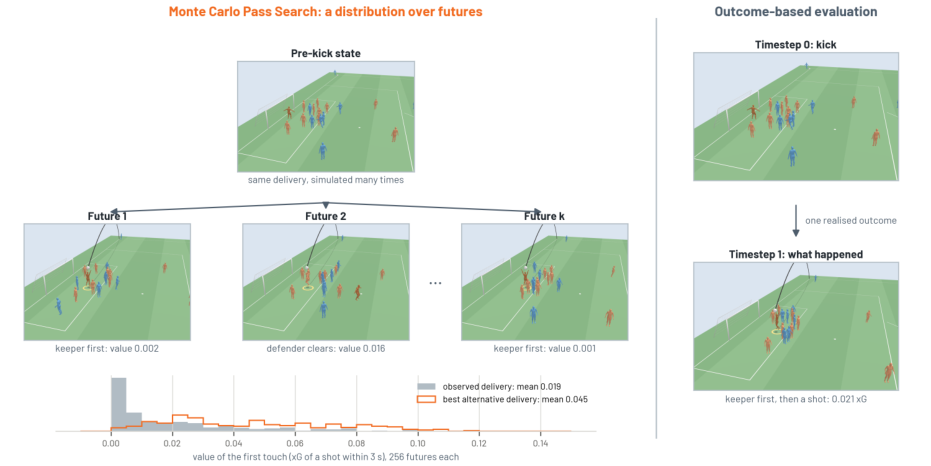 Monte Carlo Pass Search: a distribution over futures
Pre-kick state
same delivery, simulated many times
Future 1
Future 2
Future k
...
keeper first: value 0.002
defender clears: value 0.016
keeper first: value 0.001
observed delivery: mean 0.019
best alternative delivery: mean 0.045
0.00 0.02 0.04 0.06 0.08 0.10 0.12 0.14
value of the first touch (xG of a shot within 3 s), 256 futures each
Outcome-based evaluation
Timestep 0: kick
one realised outcome
Timestep 1: what happened
keeper first, then a shot: 0.021 xG